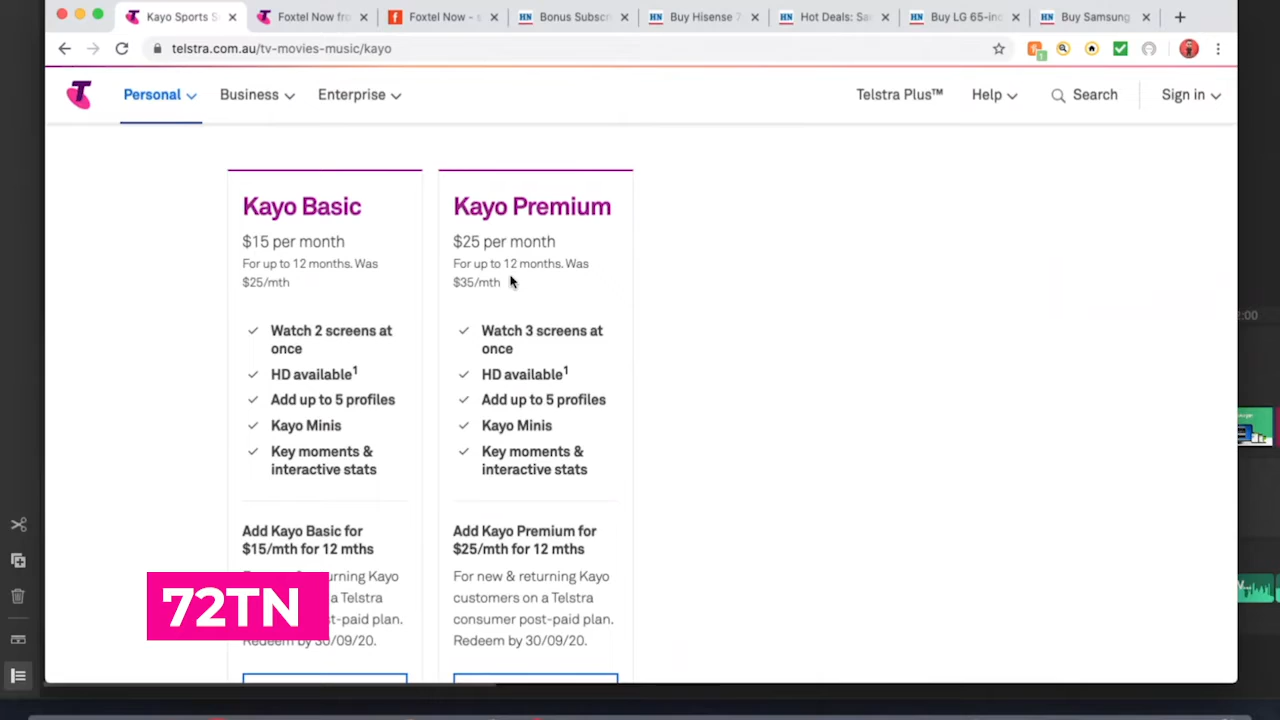 Kayo Sports S
Foxtel Now fro
Foxtel Now - s
Bonus Subscr
Buy Hisense 7
Hot Deals: Sa
Buy LG 65-inc
Buy Samsung
telstra.com.au/tv-movies-music/kayo
1
Personal
Business
Enterprise
Telstra Plus™
Help
Search
Sign in
Kayo Basic
$15 per month
For up to 12 months. Was
$25/mth
Watch 2 screens at
once
HD available1
Add up to 5 profiles
Kayo Minis
Key moments &
interactive stats
Add Kayo Basic for
$15/mth for 12 mths
urning Kayo
a Telstra
st-paid plan.
Redeem by 30/09/20.
Kayo Premium
$25 per month
For up to 12 months. Was
$35/mth
Watch 3 screens at
once
HD available1
Add up to 5 profiles
Kayo Minis
Key moments &
interactive stats
Add Kayo Premium for
$25/mth for 12 mths
For new & returning Kayo
customers on a Telstra
consumer post-paid plan.
Redeem by 30/09/20.
72TN
2:00